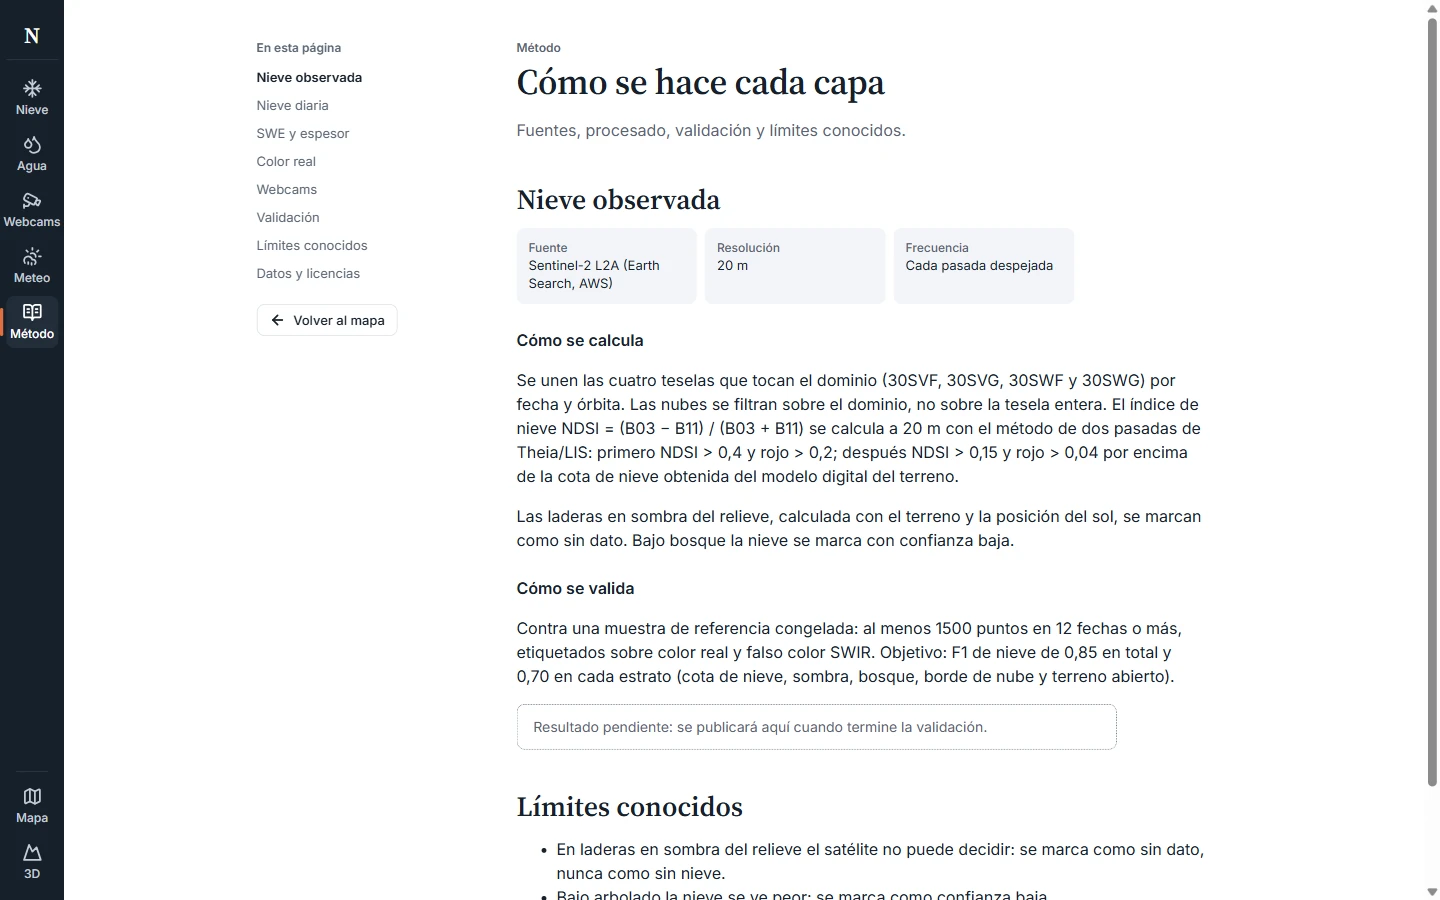 N
Nieve
Agua
Webcams
Meteo
Método
Mapa
3D
En esta página
Nieve observada
Nieve diaria
SWE y espesor
Color real
Webcams
Validación
Límites conocidos
Datos y licencias
Volver al mapa
Método
Cómo se hace cada capa
Fuentes, procesado, validación y límites conocidos.
Nieve observada
Fuente
Sentinel-2 L2A (Earth
Search, AWS)
Resolución
20 m
Frecuencia
Cada pasada despejada
Cómo se calcula
Se unen las cuatro teselas que tocan el dominio (30SVF, 30SVG, 30SWF y 30SWG) por
fecha y órbita. Las nubes se filtran sobre el dominio, no sobre la tesela entera. El índice de
nieve NDSI = (B03 − B11) / (B03 + B11) se calcula a 20 m con el método de dos pasadas de
Theia/LIS: primero NDSI > 0,4 y rojo > 0,2; después NDSI > 0,15 y rojo > 0,04 por encima
de la cota de nieve obtenida del modelo digital del terreno.
Las laderas en sombra del relieve, calculada con el terreno y la posición del sol, se marcan
como sin dato. Bajo bosque la nieve se marca con confianza baja.
Cómo se valida
Contra una muestra de referencia congelada: al menos 1500 puntos en 12 fechas o más,
etiquetados sobre color real y falso color SWIR. Objetivo: F1 de nieve de 0,85 en total y
0,70 en cada estrato (cota de nieve, sombra, bosque, borde de nube y terreno abierto).
Resultado pendiente: se publicará aquí cuando termine la validación.
Límites conocidos
• En laderas en sombra del relieve el satélite no puede decidir: se marca como sin dato,
nunca como sin nieve.
• Bajo arbolado la nieve se ve peor: se marca como confianza baja.